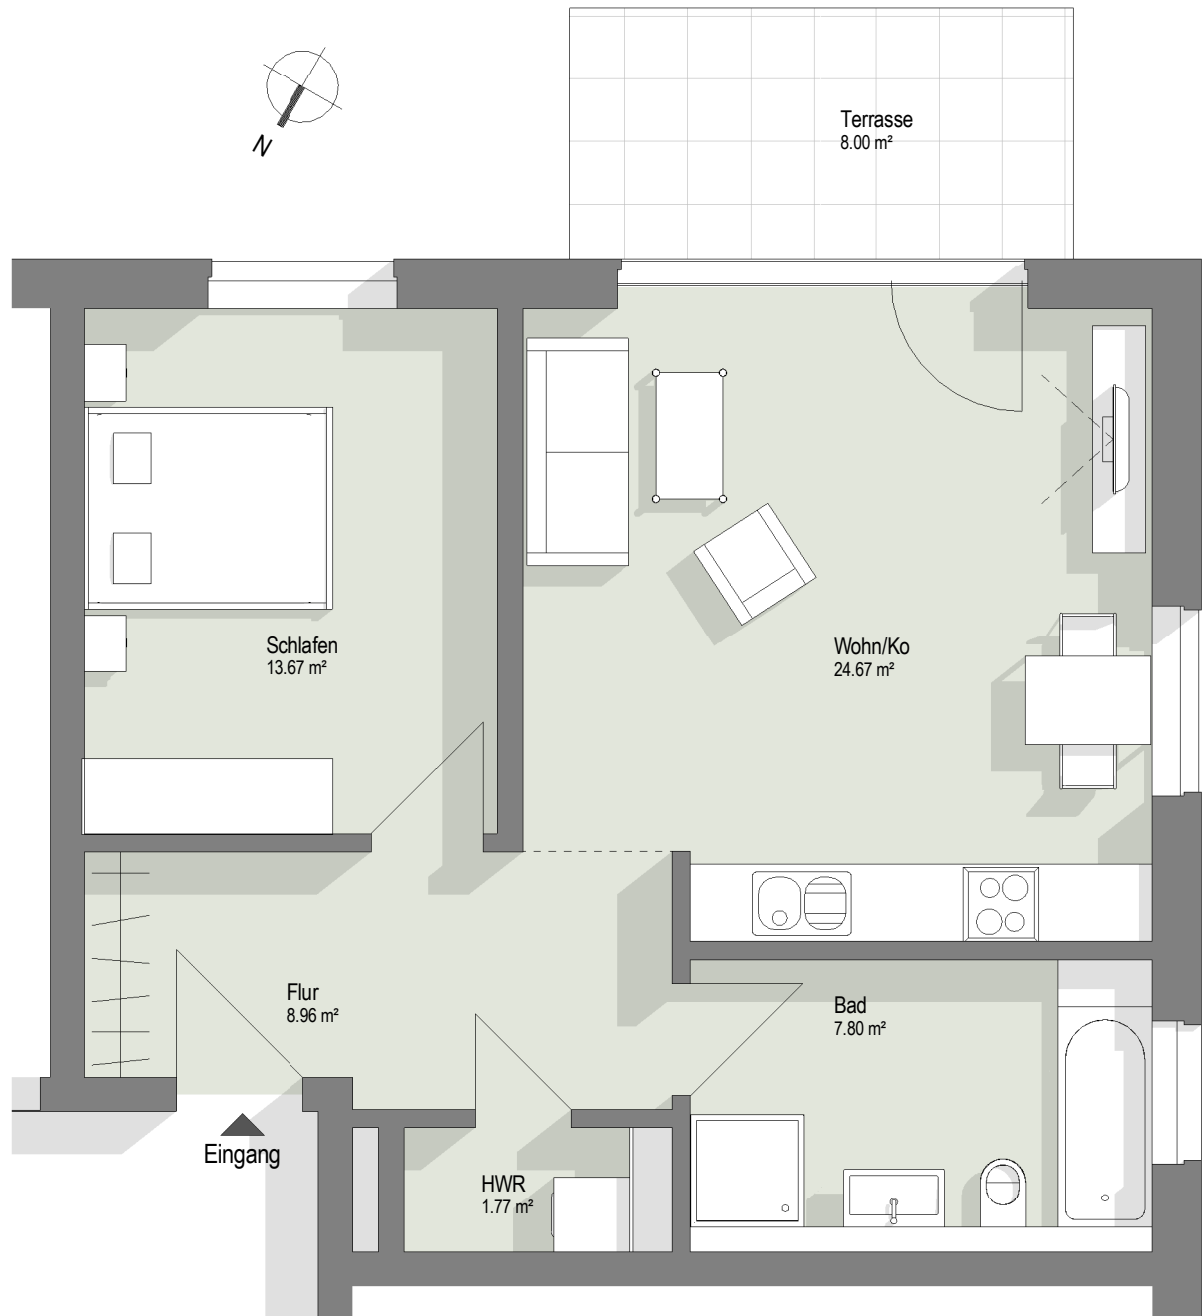 Terrasse
8.00 m²
N
Schlafen
13.67 m²
Wohn/Ko
24.67 m²
Flur
8.96 m²
Bad
7.80 m²
Eingang
HWR
1.77 m²